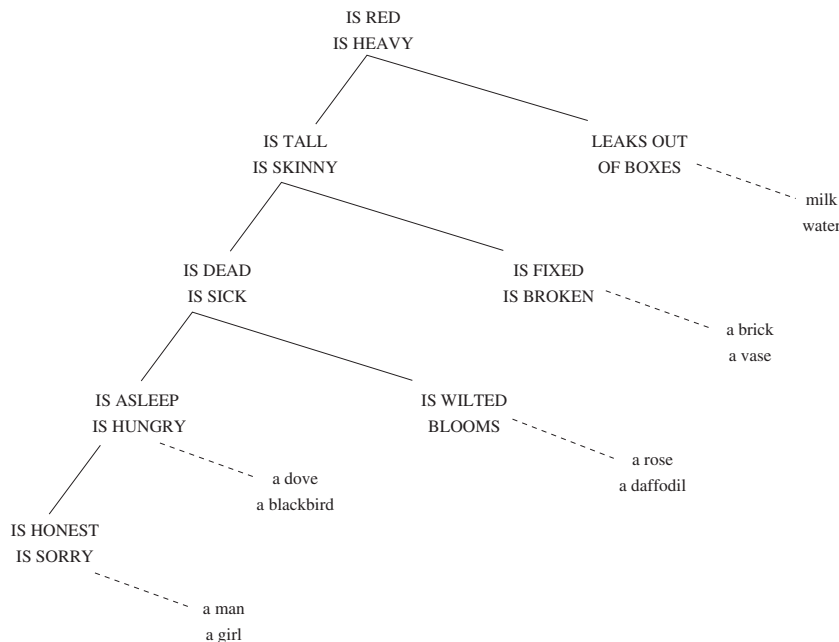 IS RED
IS HEAVY
IS TALL
IS SKINNY
LEAKS OUT
OF BOXES
milk
water
IS DEAD
IS SICK
IS FIXED
IS BROKEN
a brick
a vase
IS ASLEEP
IS HUNGRY
IS WILTED
BLOOMS
a dove
a blackbird
a rose
a daffodil
IS HONEST
IS SORRY
a man
a girl